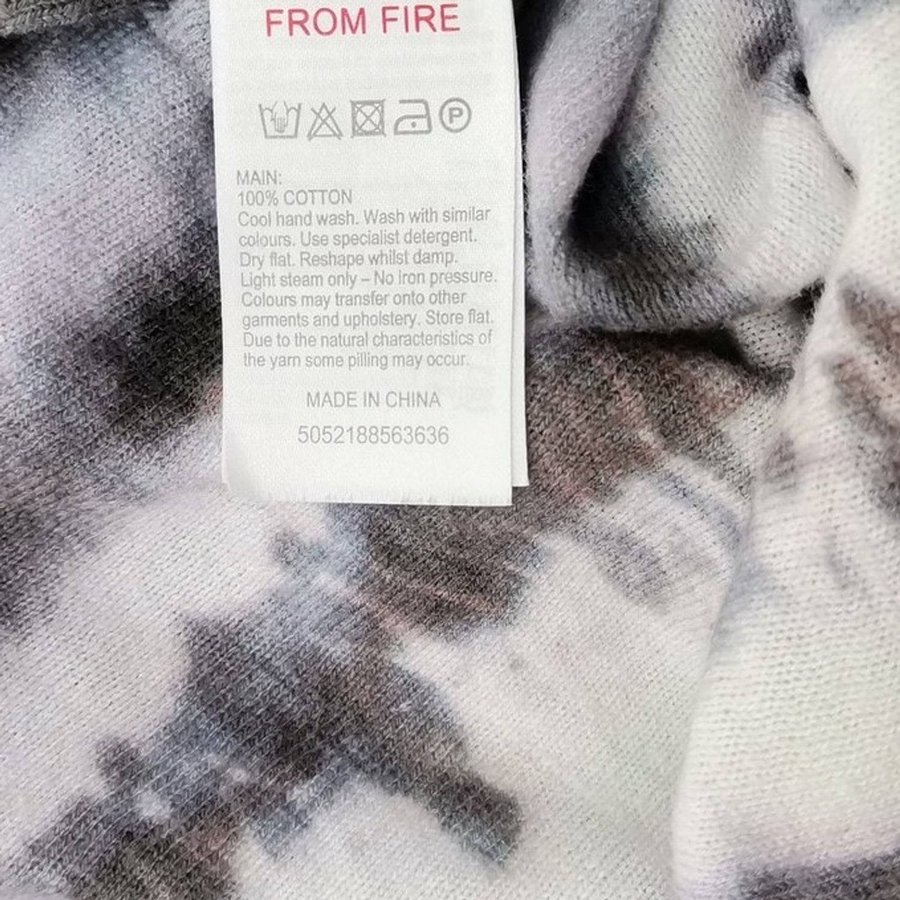 FROM FIRE
P
MAIN:
100% COTTON
Cool hand wash. Wash with similar
colours. Use specialist detergent.
Dry flat. Reshape whilst damp.
Light steam only – No iron pressure.
Colours may transfer onto other
garments and upholstery. Store flat.
Due to the natural characteristics of
the yarn some pilling may occur.
MADE IN CHINA
5052188563636